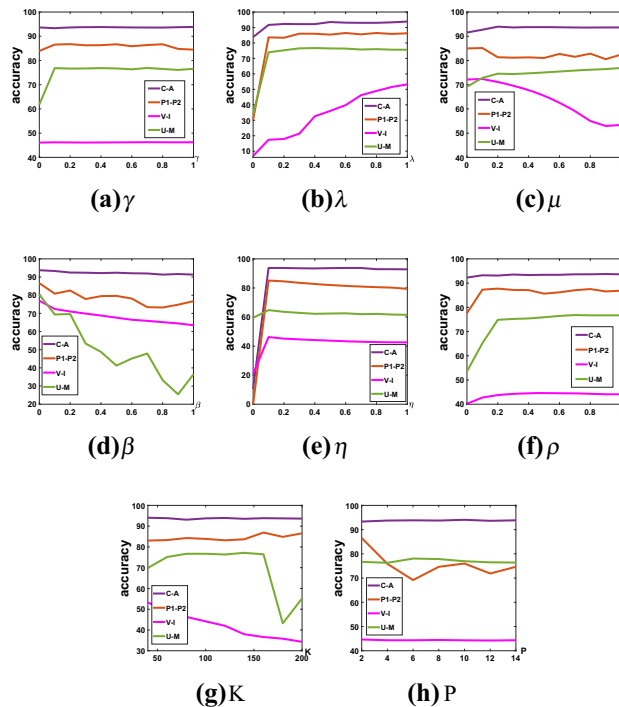 100
90
80
70
60
50
40
accuracy
C-A
P1-P2
V-I
U-M
0 0.2 0.4 0.6 0.8 1
γ
(a)γ
100
90
80
70
60
50
40
30
20
10
accuracy
C-A
P1-P2
V-I
U-M
0 0.2 0.4 0.6 0.8 1
λ
(b)λ
100
90
80
70
60
50
40
accuracy
C-A
P1-P2
V-I
U-M
0 0.2 0.4 0.6 0.8
(c)μ
100
90
80
70
60
50
40
30
20
accuracy
C-A
P1-P2
V-I
U-M
0 0.2 0.4 0.6 0.8 1
β
(d)β
100
90
80
70
60
50
40
30
20
10
0
accuracy
C-A
P1-P2
V-I
U-M
0 0.2 0.4 0.6 0.8 1
η
(e)η
100
90
80
70
60
50
40
accuracy
C-A
P1-P2
V-I
U-M
0 0.2 0.4 0.6 0.8
(f)ρ
100
90
80
70
60
50
40
30
accuracy
C-A
P1-P2
V-I
U-M
50 100 150 200
K
(g)K
100
90
80
70
60
50
40
accuracy
C-A
P1-P2
V-I
U-M
2 4 6 8 10 12 14
P
(h)P